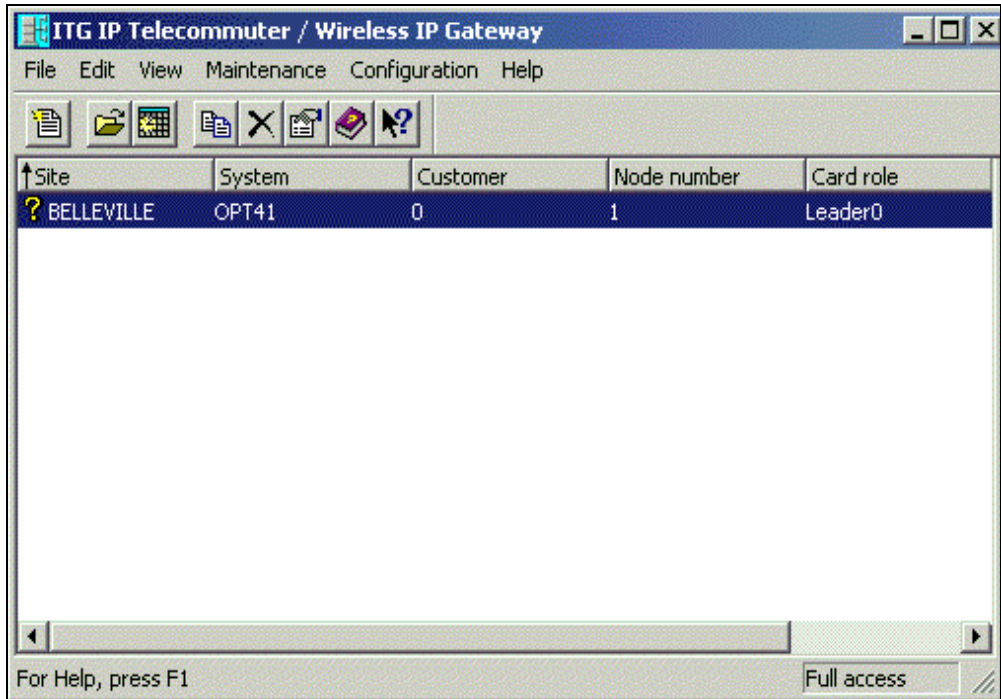 ITG IP Telecommuter / Wireless IP Gateway
File Edit View Maintenance Configuration Help
Site System Customer Node number Card role
BELLEVILLE OPT41 0 1 Leader0
For Help, press F1 Full access